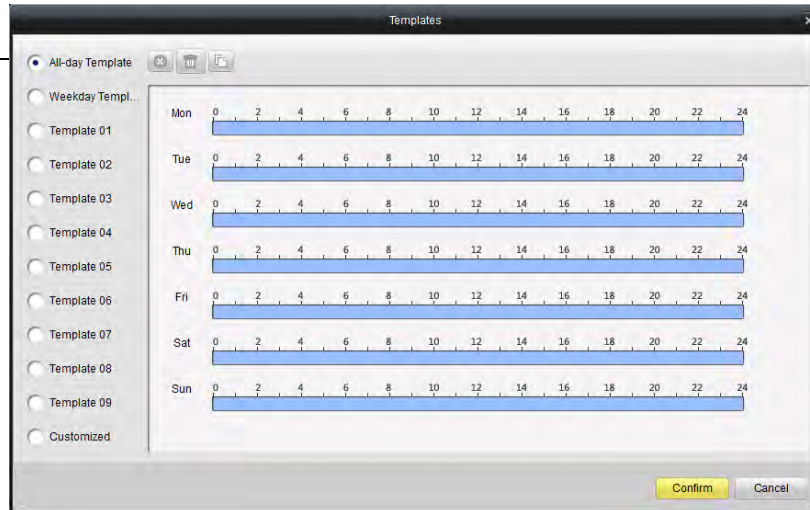 Templates
All-day Template
Weekday Templ...
Template 01
Template 02
Template 03
Template 04
Template 05
Template 06
Template 07
Template 08
Template 09
Customized
Mon 0 2 4 6 8 10 12 14 16 18 20 22 24
Tue 0 2 4 6 8 10 12 14 16 18 20 22 24
Wed 0 2 4 6 8 10 12 14 16 18 20 22 24
Thu 0 2 4 6 8 10 12 14 16 18 20 22 24
Fri 0 2 4 6 8 10 12 14 16 18 20 22 24
Sat 0 2 4 6 8 10 12 14 16 18 20 22 24
Sun 0 2 4 6 8 10 12 14 16 18 20 22 24
Confirm Cancel